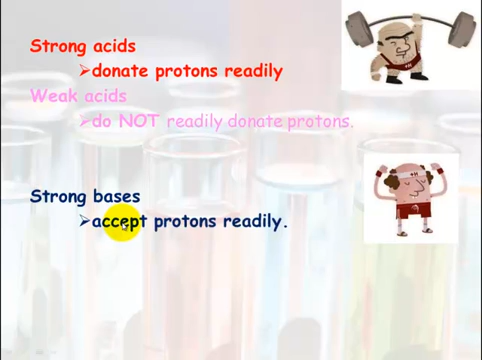 Strong acids
➢donate protons readily
Weak acids
➢do NOT readily donate protons.
Strong bases
➢accept protons readily.